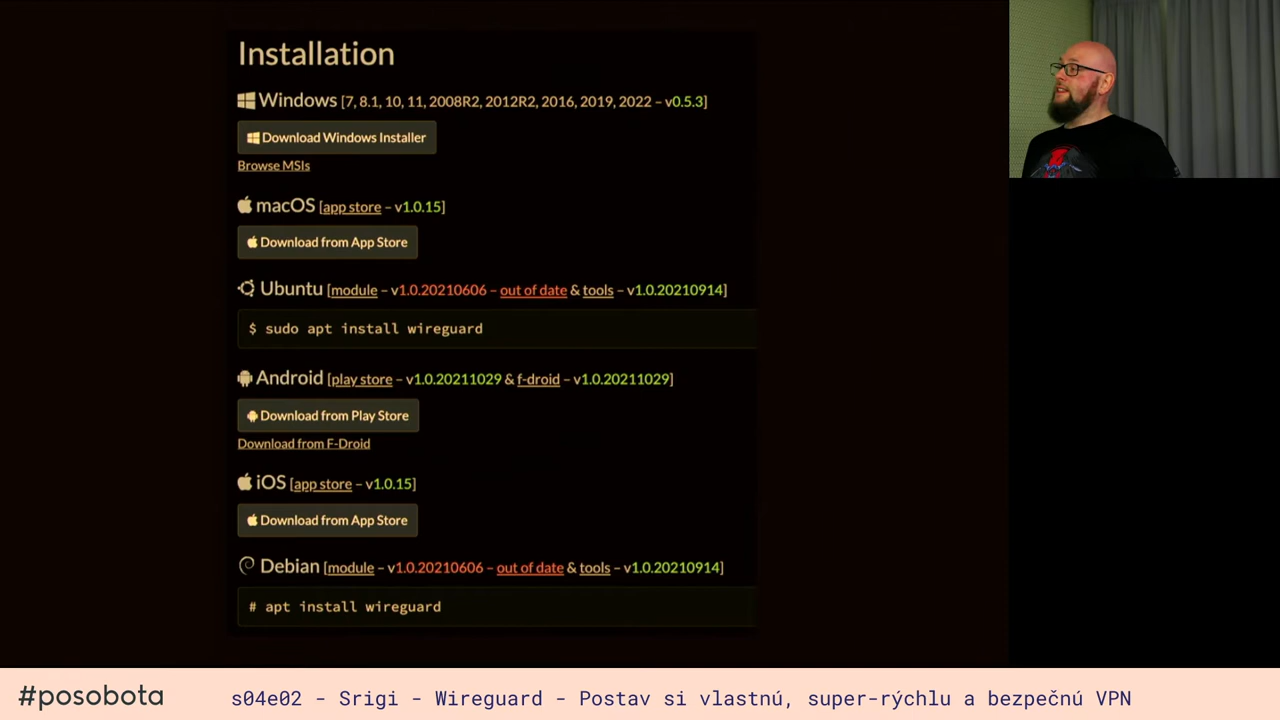 Installation
Windows [7, 8.1, 10, 11, 2008R2, 2012R2, 2016, 2019, 2022 – v0.5.3]
Download Windows Installer
Browse MSIs
macOS [app store – v1.0.15]
Download from App Store
Ubuntu [module – v1.0.20210606 – out of date & tools – v1.0.20210914]
$ sudo apt install wireguard
Android [play store – v1.0.20211029 & f-droid – v1.0.20211029]
Download from Play Store
Download from F-Droid
iOS [app store – v1.0.15]
Download from App Store
Debian [module – v1.0.20210606 – out of date & tools – v1.0.20210914]
# apt install wireguard
#posobota
s04e02 - Srigi - Wireguard - Postav si vlastnú, super-rýchlu a bezpečnú VPN